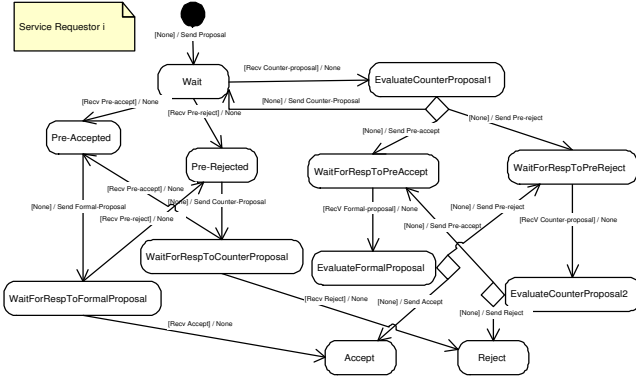 Service Requestor i
[None] / Send Proposal
Wait
[Recv Counter-proposal] / None
EvaluateCounterProposal1
[None] / Send Counter-Proposal
[Recv Pre-accept] / None
[Recv Pre-reject] / None
[None] / Send Pre-reject
[None] / Send Pre-accept
Pre-Accepted
Pre-Rejected
WaitForRespToPreAccept
WaitForRespToPreReject
[Recv Pre-accept] / None
[None] / Send Counter-Proposal
[None] / Send Formal-Proposal
[Recv Pre-reject] / None
[RecV Formal-proposal] / None
[None] / Send Pre-reject
[None] / Send Pre-accept
[RecV Counter-proposal] / None
WaitForRespToCounterProposal
EvaluateFormalProposal
WaitForRespToFormalProposal
EvaluateCounterProposal2
[Recv Reject] / None
[None] / Send Accept
[None] / Send Reject
[Recv Accept] / None
Accept
Reject